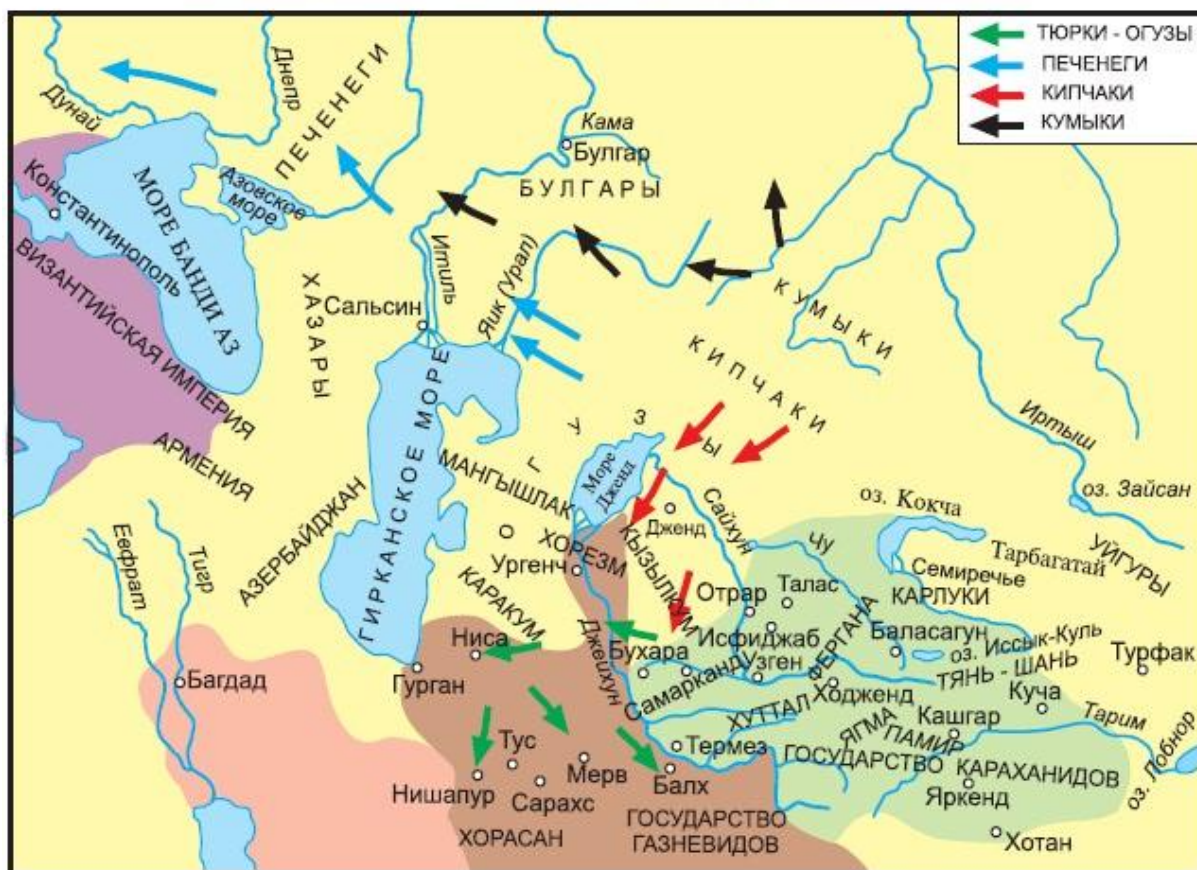 ТЮРКИ - ОГУЗЫ
ПЕЧЕНЕГИ
КИПЧАКИ
КУМЫКИ
Дунай
Днепр
ПЕЧЕНЕГИ
Кама
Булгар
БУЛГАРЫ
Азовское
море
МОРЕ БАНДИ АЗ
Константинополь
ВИЗАНТИЙСКАЯ ИМПЕРИЯ
ХАЗАРЫ
Итиль
Яик (Урал)
Сальсин
КУМЫКИ
КИПЧАКИ
Иртыш
оз. Зайсан
АРМЕНИЯ
АЗЕРБАЙДЖАН
ГИРКАНСКОЕ МОРЕ
ГУЗЫ
МАНГЫШЛАК
Море
Дженд
Дженд
Сайхун
оз. Кокча
Тарбагатай
УЙГУРЫ
Евфрат
Тигр
ХОРЕЗМ
Ургенч
КАРАКУМ
КЫЗЫЛКУМ
Чу
Отрар
Талас
Семиречье
КАРЛУКИ
Исфиджаб
ФЕРГАНА
Баласагун
оз. Иссык-Куль
Турфак
Ниса
Джейхун
Бухара
Самарканд
Узген
Ходженд
ТЯНЬ - ШАНЬ
Куча
Багдад
Гурган
ХУТТАЛ
ЯГМА
ПАМИР
Кашгар
Тарим
оз. Лобнор
Тус
Мерв
Термез
ГОСУДАРСТВО КАРАХАНИДОВ
Нишапур
Сарахс
Балх
Яркенд
ХОРАСАН
ГОСУДАРСТВО
ГАЗНЕВИДОВ
Хотан